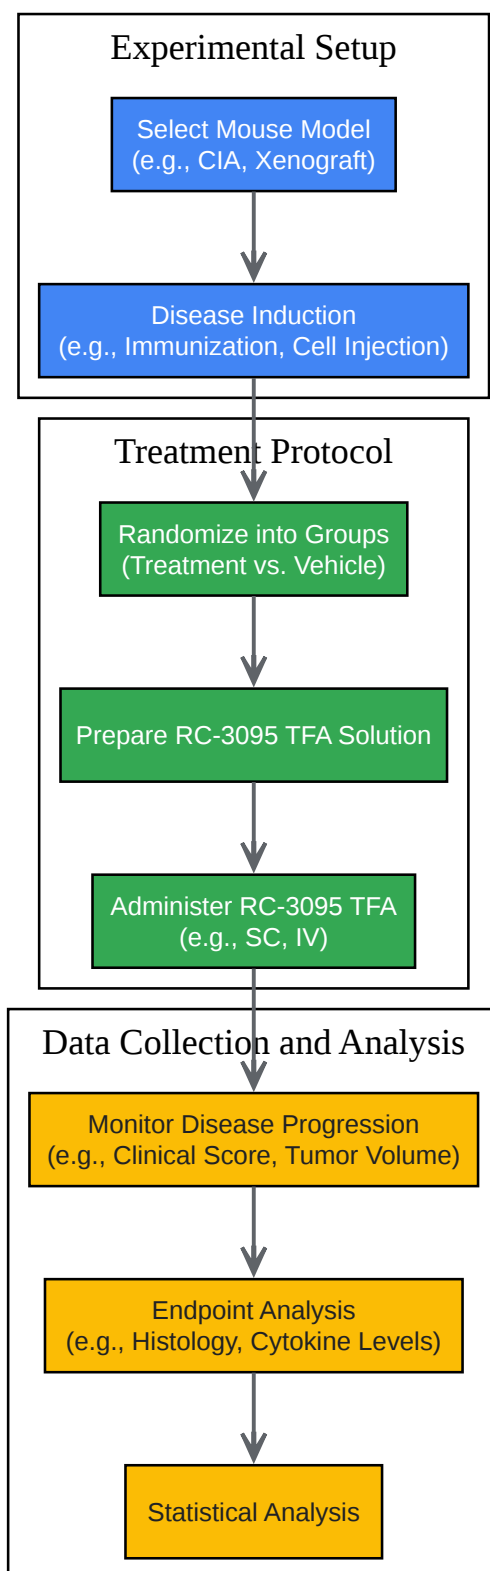 Experimental Setup
Select Mouse Model
(e.g., CIA, Xenograft)
Disease Induction
(e.g., Immunization, Cell Injection)
Treatment Protocol
Randomize into Groups
(Treatment vs. Vehicle)
Prepare RC-3095 TFA Solution
Administer RC-3095 TFA
(e.g., SC, IV)
Data Collection and Analysis
Monitor Disease Progression
(e.g., Clinical Score, Tumor Volume)
Endpoint Analysis
(e.g., Histology, Cytokine Levels)
Statistical Analysis